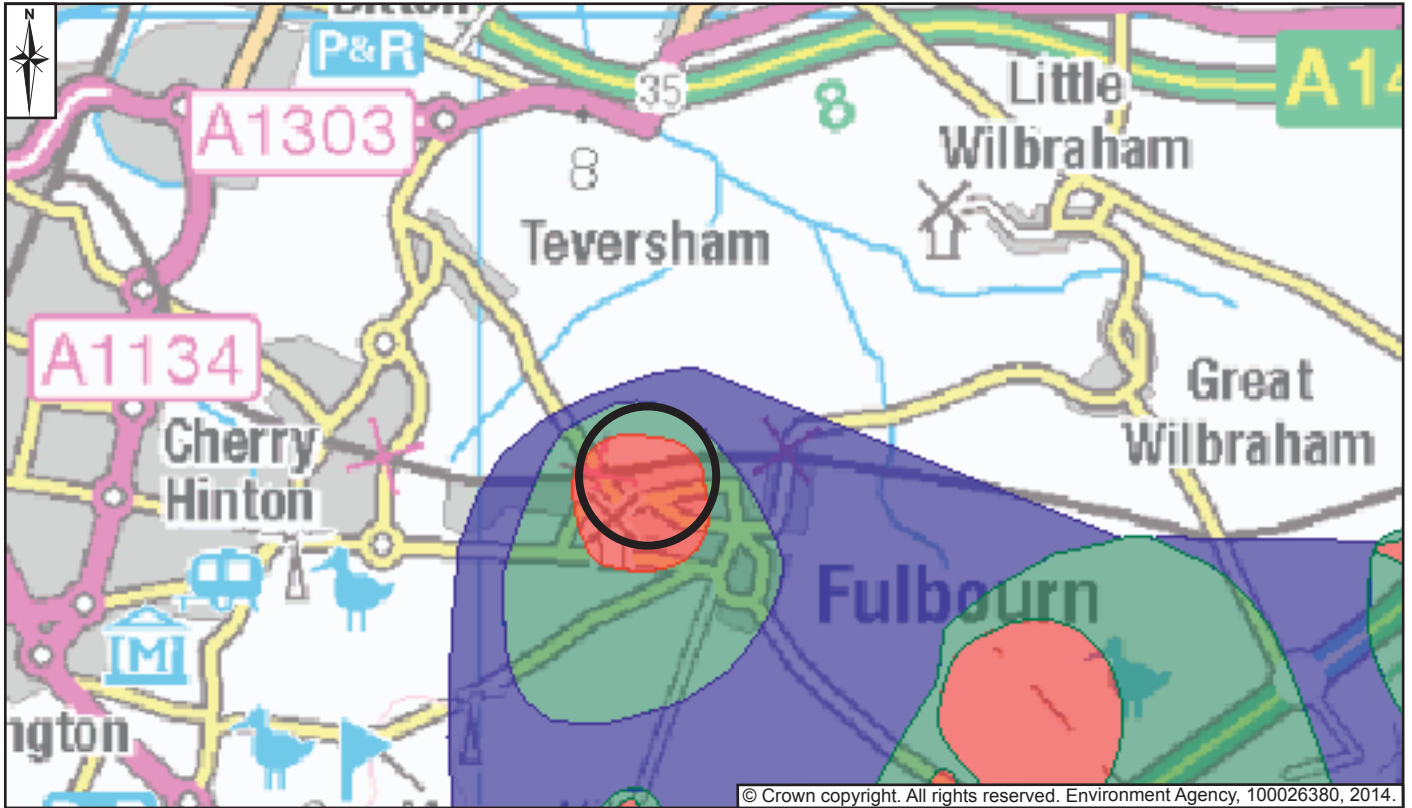 N
P&R
A14
A1303
35
8
Little
Wilbraham
8
Teversham
A1134
Great
Wilbraham
Cherry
Hinton
Fulbourn
M
ngton
© Crown copyright. All rights reserved. Environment Agency, 100026380, 2014.